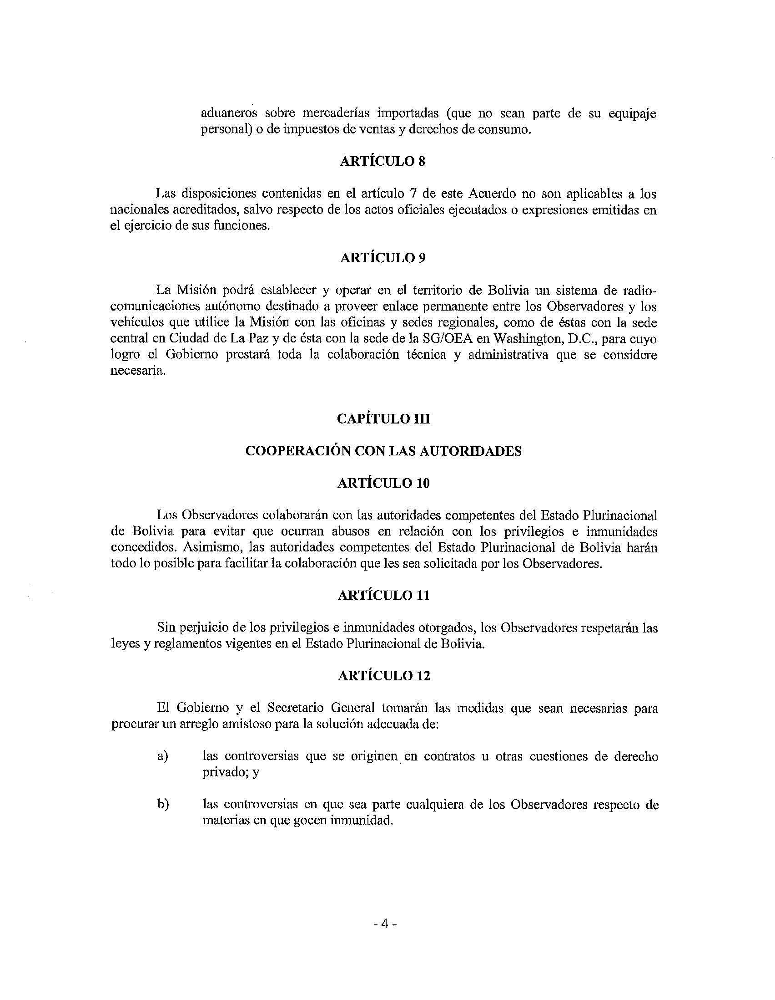 aduaneros sobre mercaderías importadas (que no sean parte de su equipaje
personal) o de impuestos de ventas y derechos de consumo.
ARTÍCULO 8
Las disposiciones contenidas en el artículo 7 de este Acuerdo no son aplicables a los
nacionales acreditados, salvo respecto de los actos oficiales ejecutados o expresiones emitidas en
el ejercicio de sus funciones.
ARTÍCULO 9
La Misión podrá establecer y operar en el territorio de Bolivia un sistema de radio-
comunicaciones autónomo destinado a proveer enlace permanente entre los Observadores y los
vehículos que utilice la Misión con las oficinas y sedes regionales, como de éstas con la sede
central en Ciudad de La Paz y de ésta con la sede de la SG/OEA en Washington, D.C., para cuyo
logro el Gobierno prestará toda la colaboración técnica y administrativa que se considere
necesaria.
CAPÍTULO III
COOPERACIÓN CON LAS AUTORIDADES
ARTÍCULO 10
Los Observadores colaborarán con las autoridades competentes del Estado Plurinacional
de Bolivia para evitar que ocurran abusos en relación con los privilegios e inmunidades
concedidos. Asimismo, las autoridades competentes del Estado Plurinacional de Bolivia harán
todo lo posible para facilitar la colaboración que les sea solicitada por los Observadores.
ARTÍCULO 11
Sin perjuicio de los privilegios e inmunidades otorgados, los Observadores respetarán las
leyes y reglamentos vigentes en el Estado Plurinacional de Bolivia.
ARTÍCULO 12
El Gobierno y el Secretario General tomarán las medidas que sean necesarias para
procurar un arreglo amistoso para la solución adecuada de:
a) las controversias que se originen en contratos u otras cuestiones de derecho
privado; y
b) las controversias en que sea parte cualquiera de los Observadores respecto de
materias en que gocen inmunidad.
- 4 -